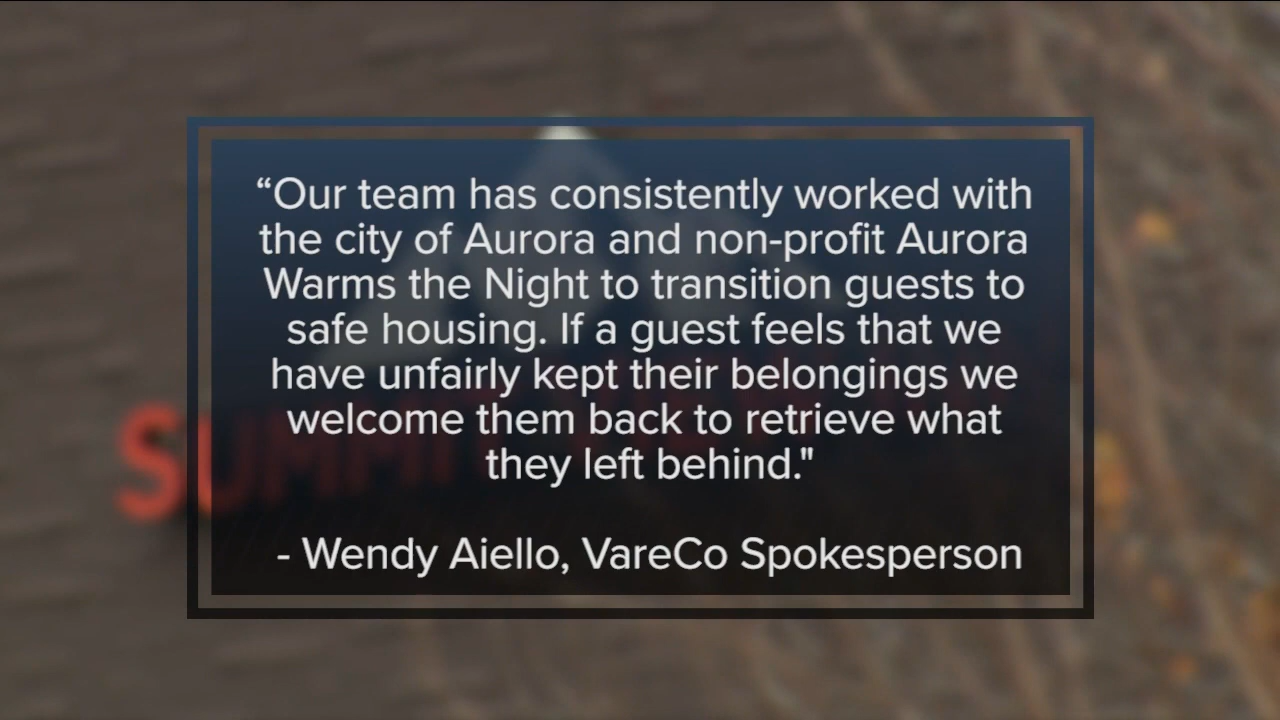 “Our team has consistently worked with
the city of Aurora and non-profit Aurora
Warms the Night to transition guests to
safe housing. If a guest feels that we
have unfairly kept their belongings we
welcome them back to retrieve what
they left behind."
- Wendy Aiello, VareCo Spokesperson
SUMMIT